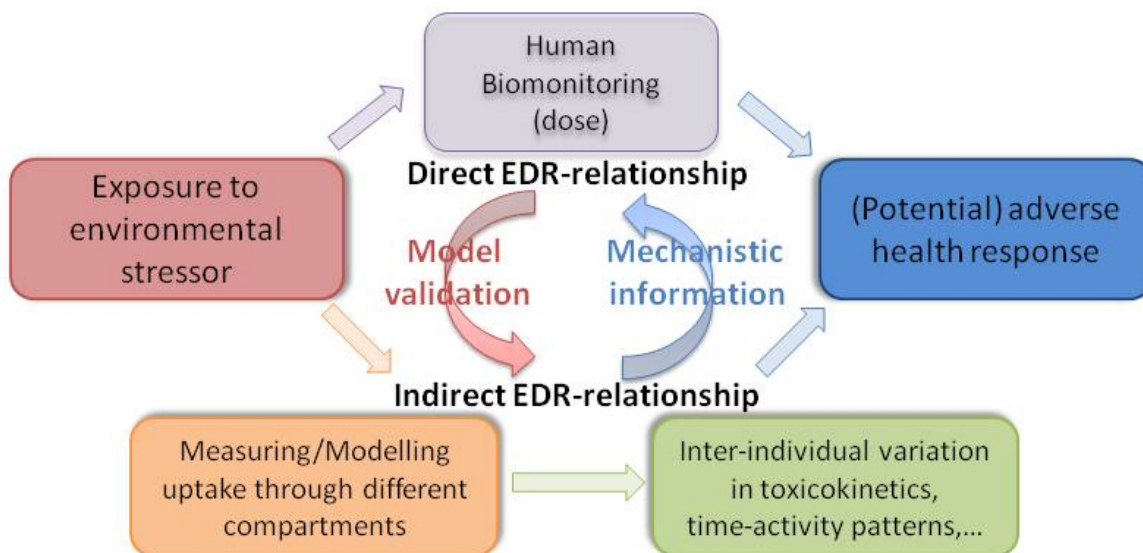 Human
Biomonitoring
(dose)
Direct EDR-relationship
Exposure to
environmental
stressor
Model
validation
Mechanistic
information
(Potential) adverse
health response
Indirect EDR-relationship
Measuring/Modelling
uptake through different
compartments
Inter-individual variation
in toxicokinetics,
time-activity patterns,...